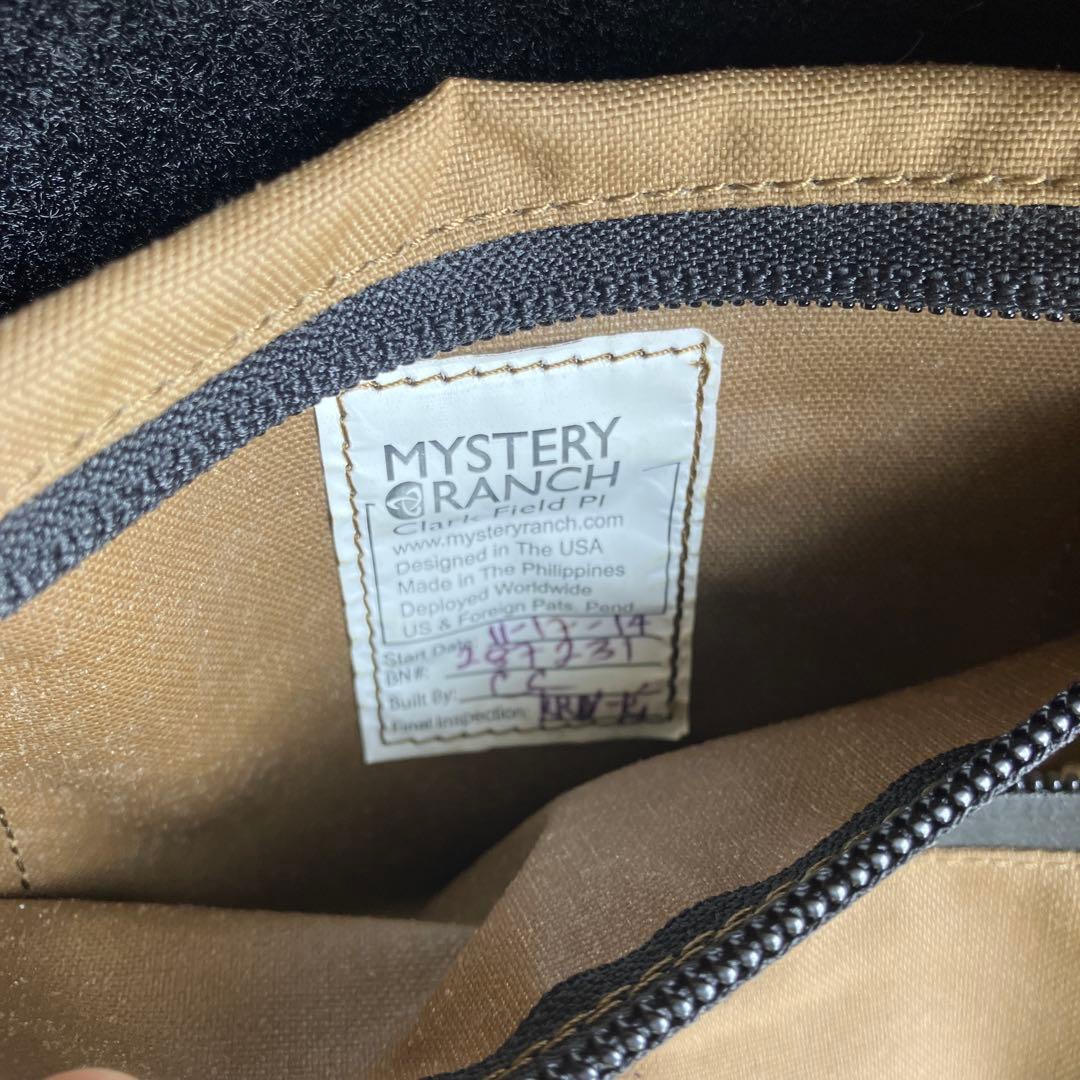 MYSTERY
RANCH
Clark Field PI
www.mysteryranch.com
Designed in The USA
Made in The Philippines
Deployed Worldwide
US & Foreign Pats. Pend
Start Date: 11-17-14
BN#: 297231
Built By: CC
Final Inspection: